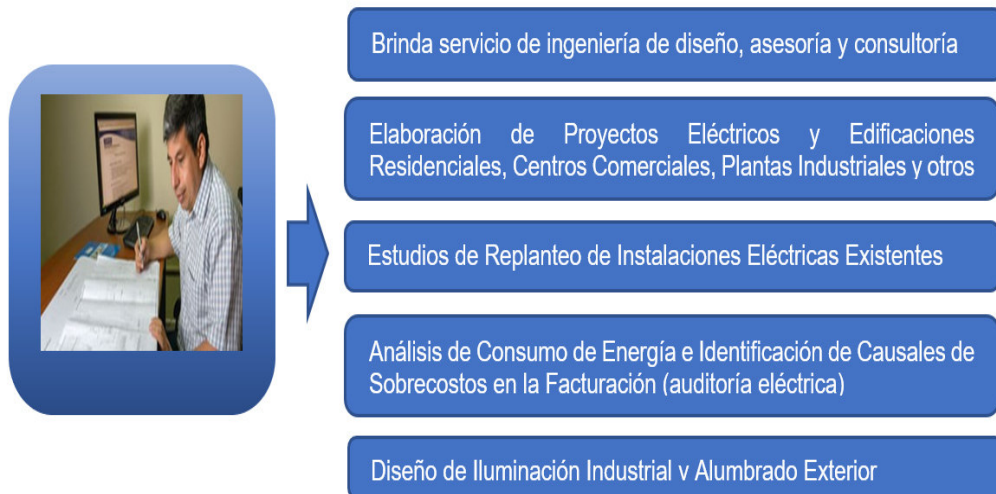 Brinda servicio de ingeniería de diseño, asesoría y consultoría
Elaboración de Proyectos Eléctricos y Edificaciones
Residenciales, Centros Comerciales, Plantas Industriales y otros
Estudios de Replanteo de Instalaciones Eléctricas Existentes
Análisis de Consumo de Energía e Identificación de Causales de
Sobrecostos en la Facturación (auditoría eléctrica)
Diseño de Iluminación Industrial y Alumbrado Exterior